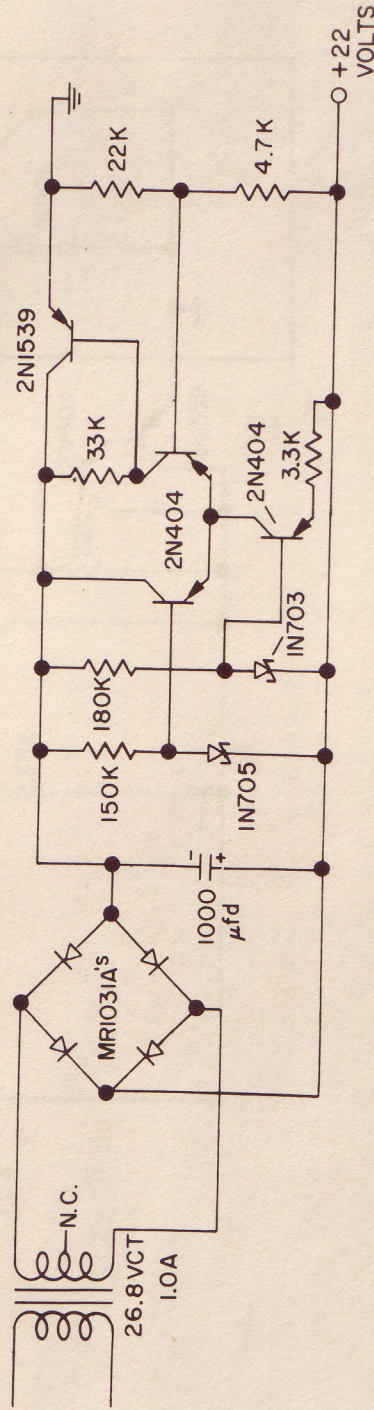 N.C.
26.8 VCT
1.0A
MR1031A's
1000
µfd
-
+
150K
1N705
180K
1N703
2N404
33K
2N404
3.3K
2N1539
22K
4.7K
+22
VOLTS